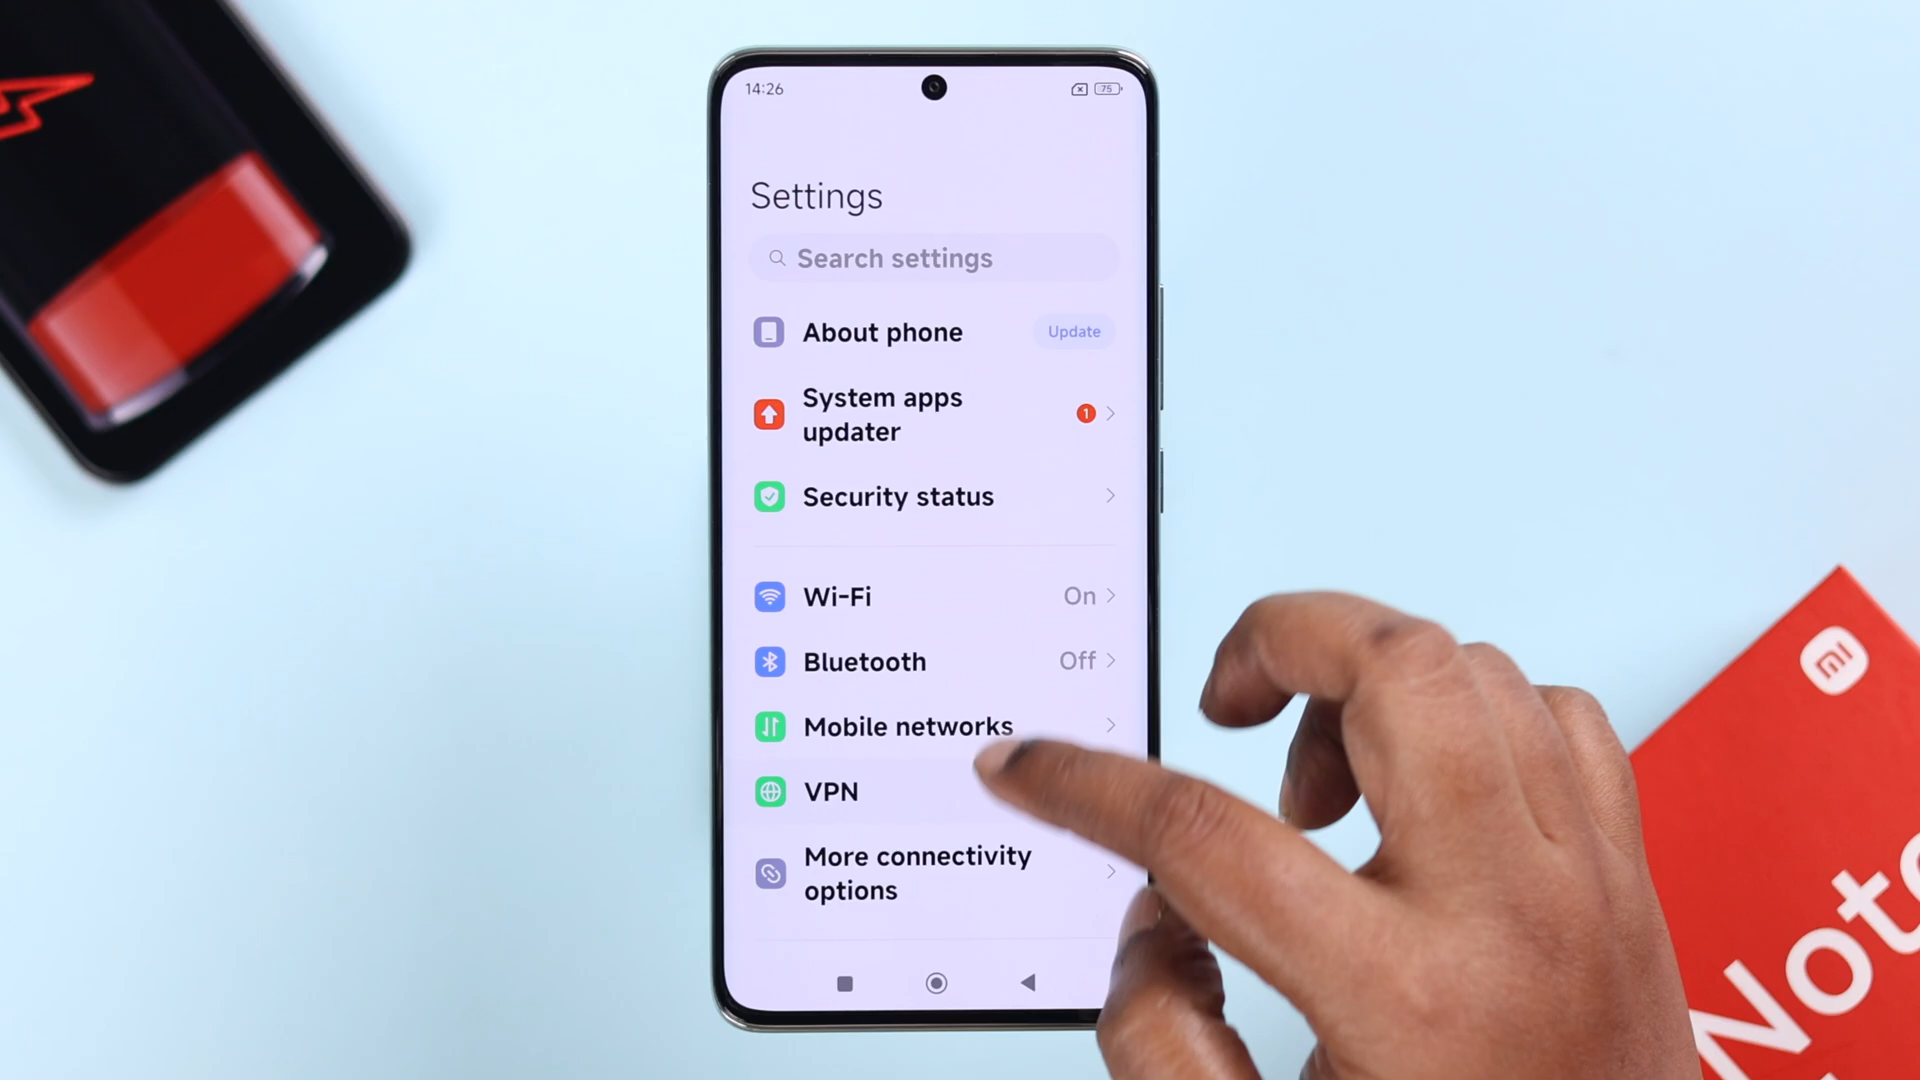 14:26
75
Settings
Search settings
About phone
Update
System apps
updater
1
Security status
Wi-Fi
On
Bluetooth
Off
Mobile networks
VPN
More connectivity
options
mi
Note